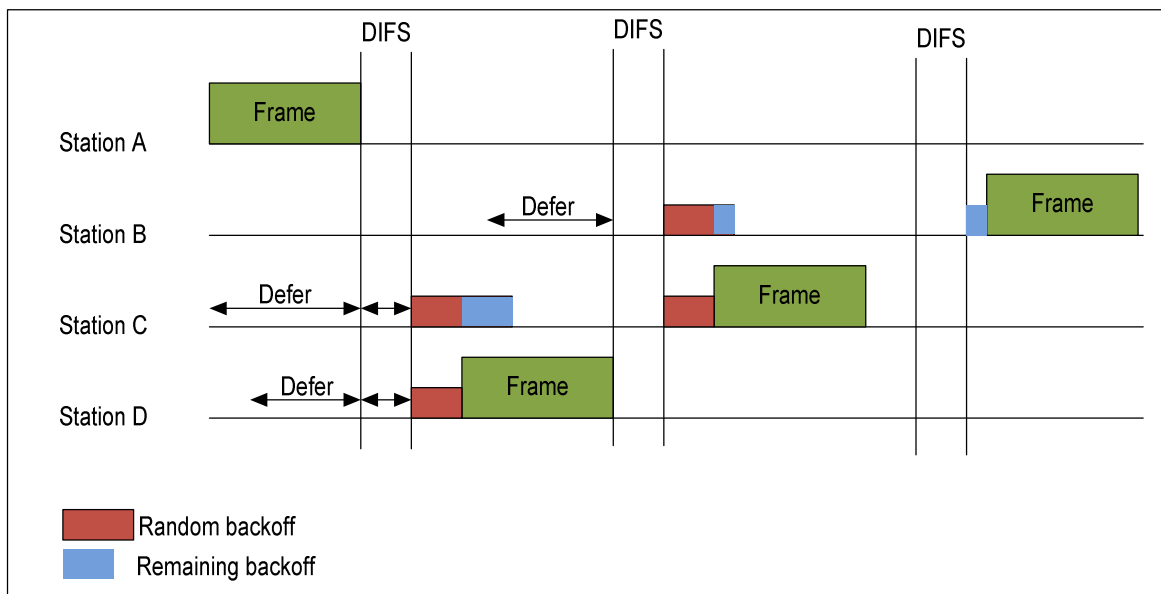 DIFS
DIFS
DIFS
Frame
Station A
Defer
Frame
Station B
Defer
Frame
Station C
Defer
Frame
Station D
Random backoff
Remaining backoff